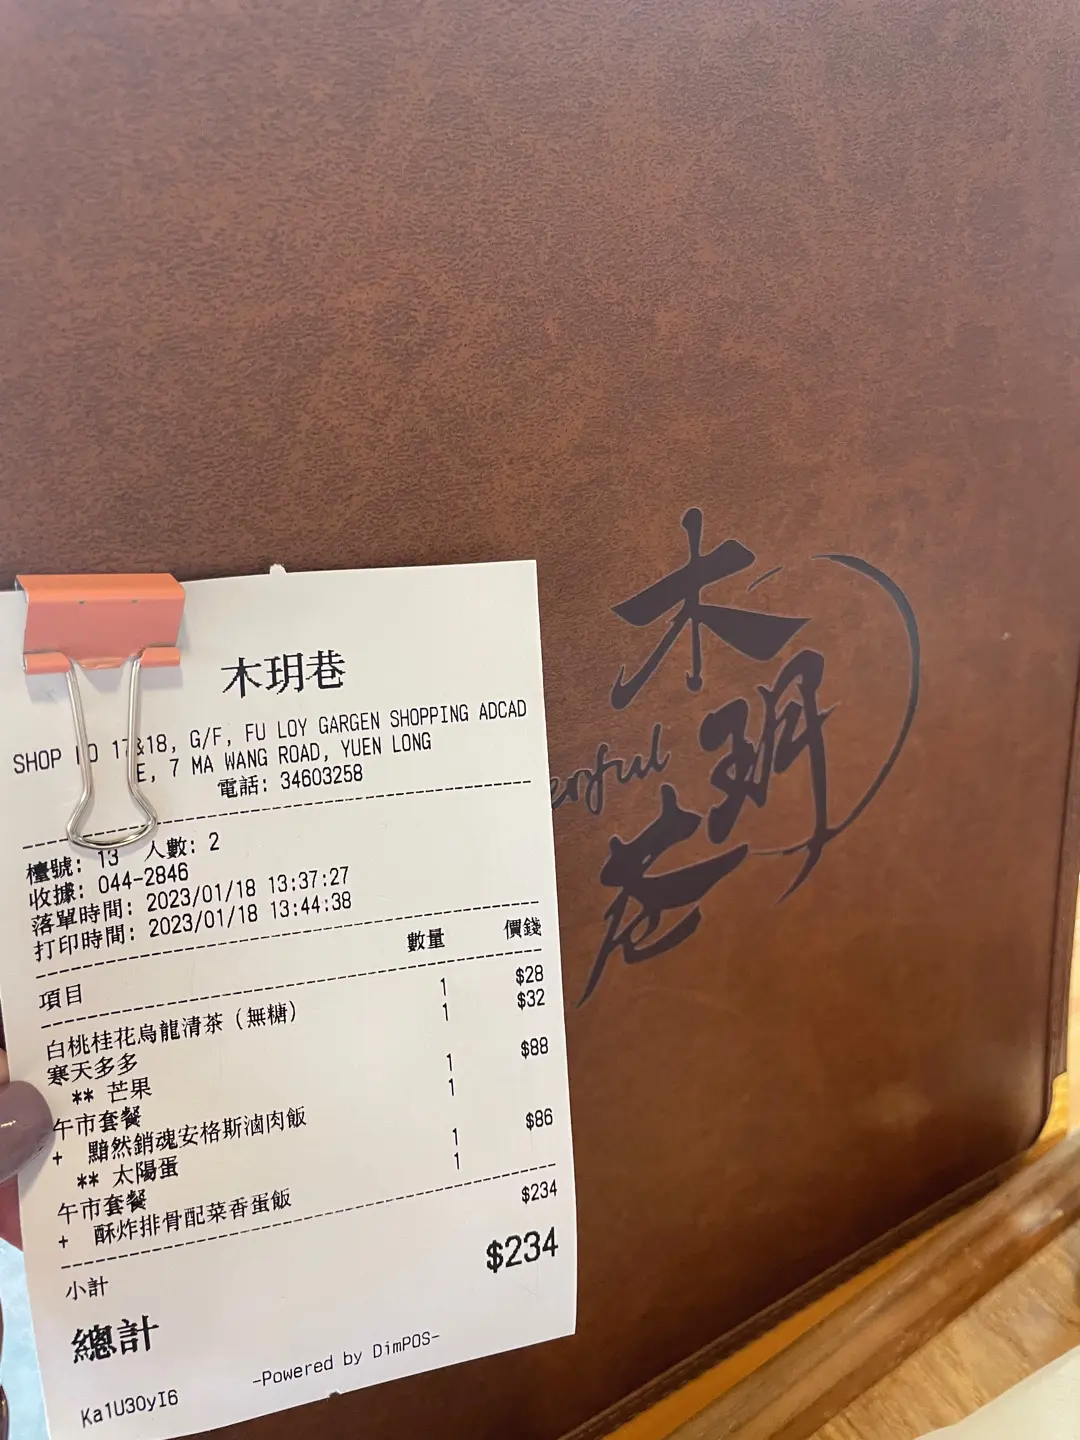 木玥巷
SHOP NO 17&18, G/F, FU LOY GARGEN SHOPPING ADCAD
E, 7 MA WANG ROAD, YUEN LONG
電話: 34603258
檯號: 13 人數: 2
收據: 044-2846
落單時間: 2023/01/18 13:37:27
打印時間: 2023/01/18 13:44:38
項目 數量 價錢
白桃桂花烏龍清茶(無糖) 1 $28
寒天多多 1 $32
** 芒果
午市套餐 1 $88
+ 黯然銷魂安格斯滷肉飯 1
** 太陽蛋
午市套餐 1 $86
+ 酥炸排骨配菜香蛋飯 1
小計 $234
總計 $234
Ka1U30yI6 -Powered by DimPOS-
木
玥
erful
巷